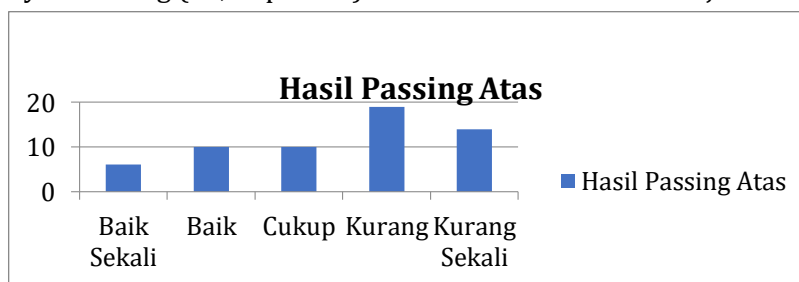 Hasil Passing Atas
20
10
0
Baik Sekali
Baik
Cukup
Kurang
Kurang Sekali
Hasil Passing Atas